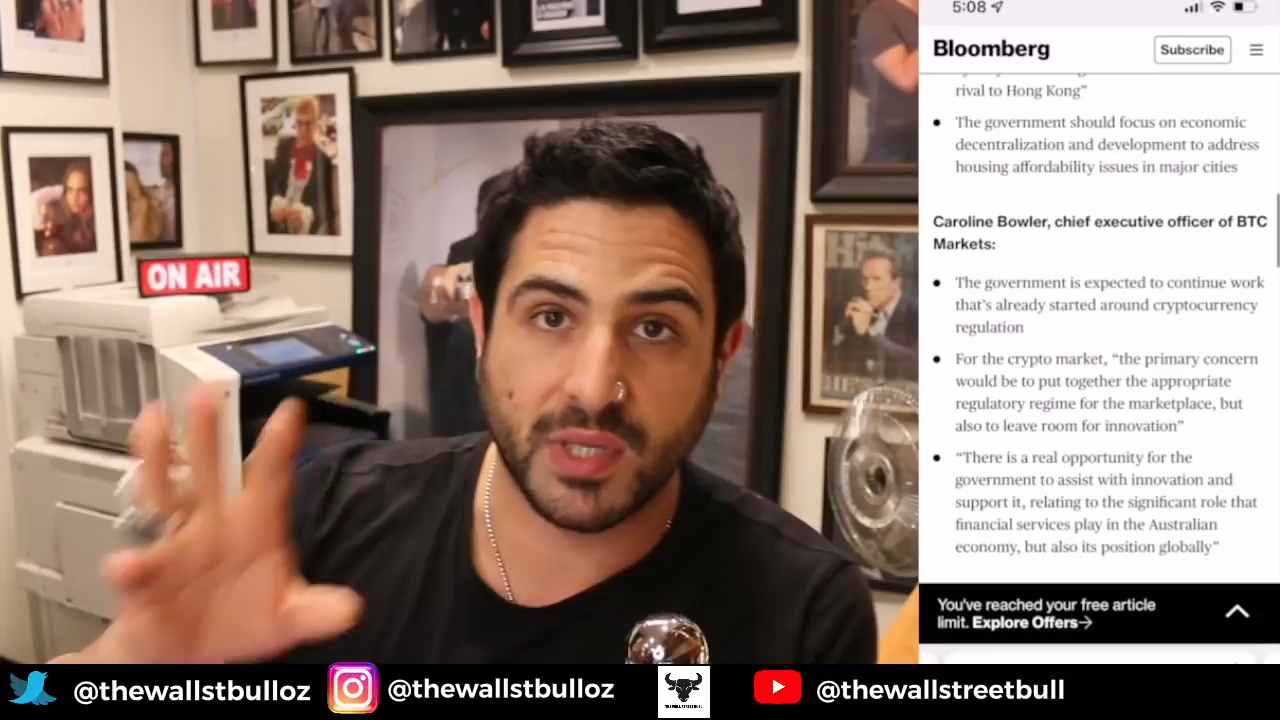 5:08
Bloomberg
Subscribe
rival to Hong Kong”
The government should focus on economic
decentralization and development to address
housing affordability issues in major cities
Caroline Bowler, chief executive officer of BTC
Markets:
The government is expected to continue work
that’s already started around cryptocurrency
regulation
For the crypto market, “the primary concern
would be to put together the appropriate
regulatory regime for the marketplace, but
also to leave room for innovation”
“There is a real opportunity for the
government to assist with innovation and
support it, relating to the significant role that
financial services play in the Australian
economy, but also its position globally”
You’ve reached your free article
limit. Explore Offers→
ON AIR
@thewallstbulloz
@thewallstbulloz
@thewallstreetbull